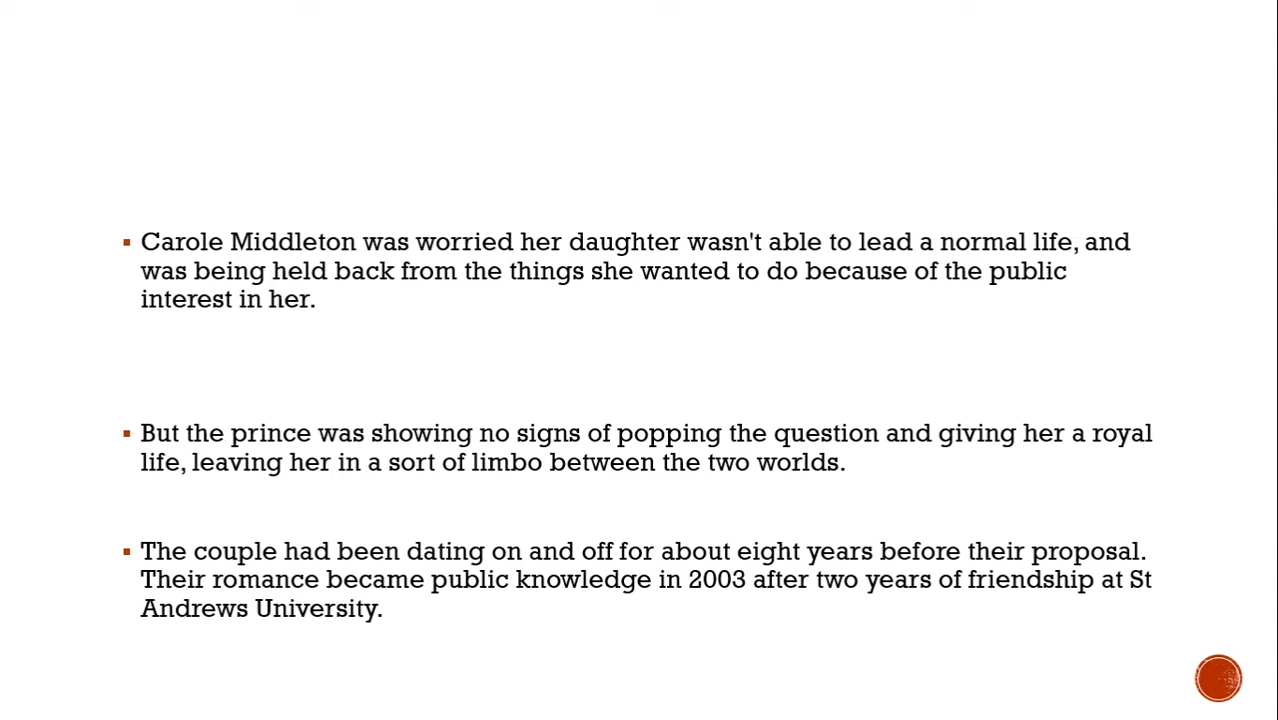 Carole Middleton was worried her daughter wasn't able to lead a normal life, and
was being held back from the things she wanted to do because of the public
interest in her.
But the prince was showing no signs of popping the question and giving her a royal
life, leaving her in a sort of limbo between the two worlds.
The couple had been dating on and off for about eight years before their proposal.
Their romance became public knowledge in 2003 after two years of friendship at St
Andrews University.